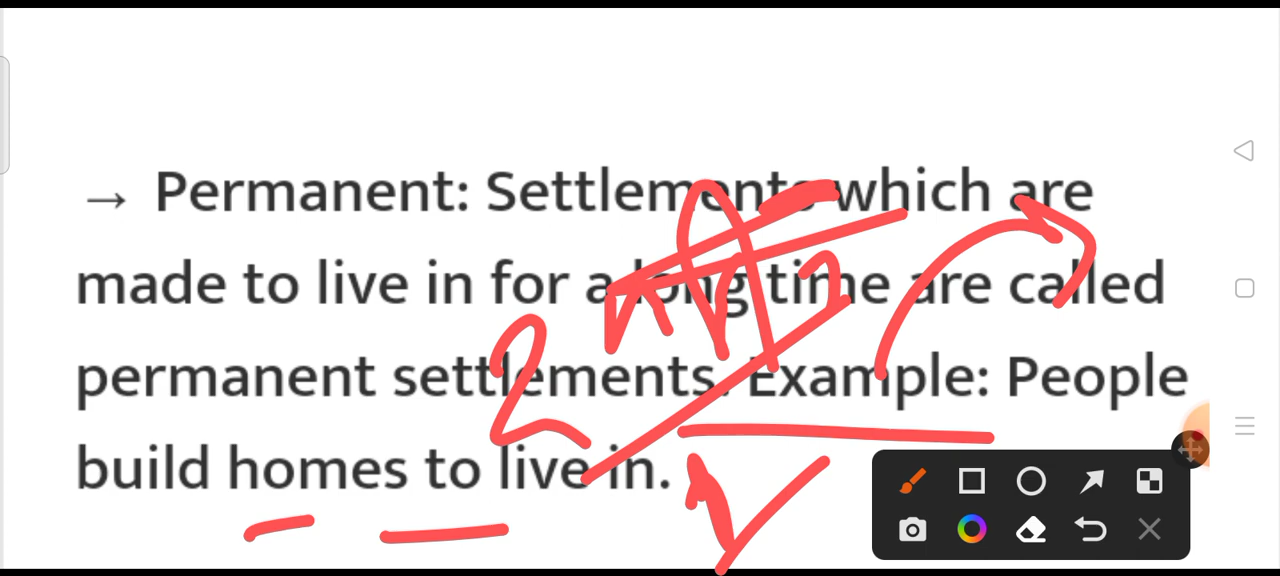 → Permanent: Settlements which are
made to live in for a long time are called
permanent settlements. Example: People
build homes to live in.